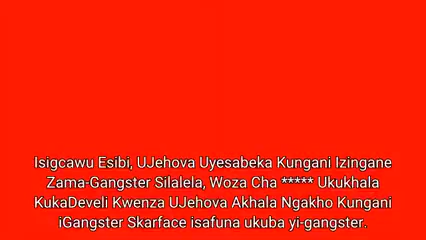 Isigcawu Esibi, UJehova Uyesabeka Kungani Izingane
Zama-Gangster Silalela, Woza Cha ***** Ukukhala
KukaDeveli Kwenza UJehova Akhala Ngakho Kungani
iGangster Skarface isafuna ukuba yi-gangster.